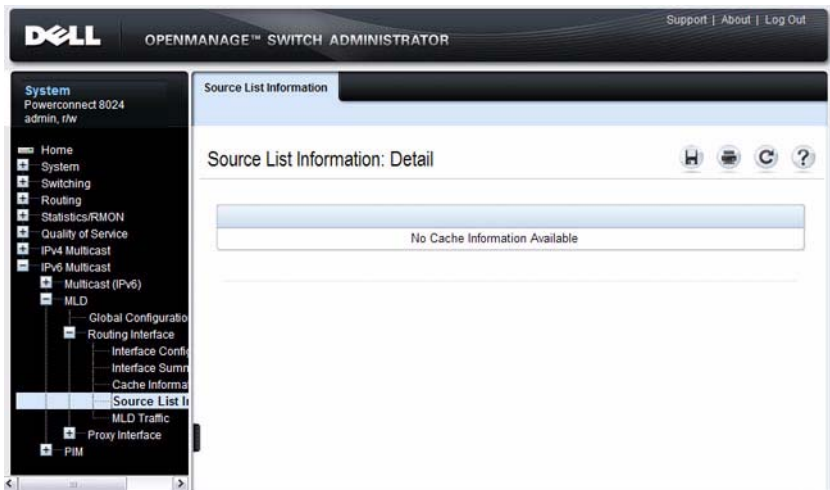 DELL
OPENMANAGE™ SWITCH ADMINISTRATOR
Support | About | Log Out
System
Powerconnect 8024
admin, r/w
Home
System
Switching
Routing
Statistics/RMON
Quality of Service
IPv4 Multicast
IPv6 Multicast
Multicast (IPv6)
MLD
Global Configuratio
Routing Interface
Interface Config
Interface Summ
Cache Informa
Source List In
MLD Traffic
Proxy Interface
PIM
Source List Information
Source List Information: Detail
?
No Cache Information Available